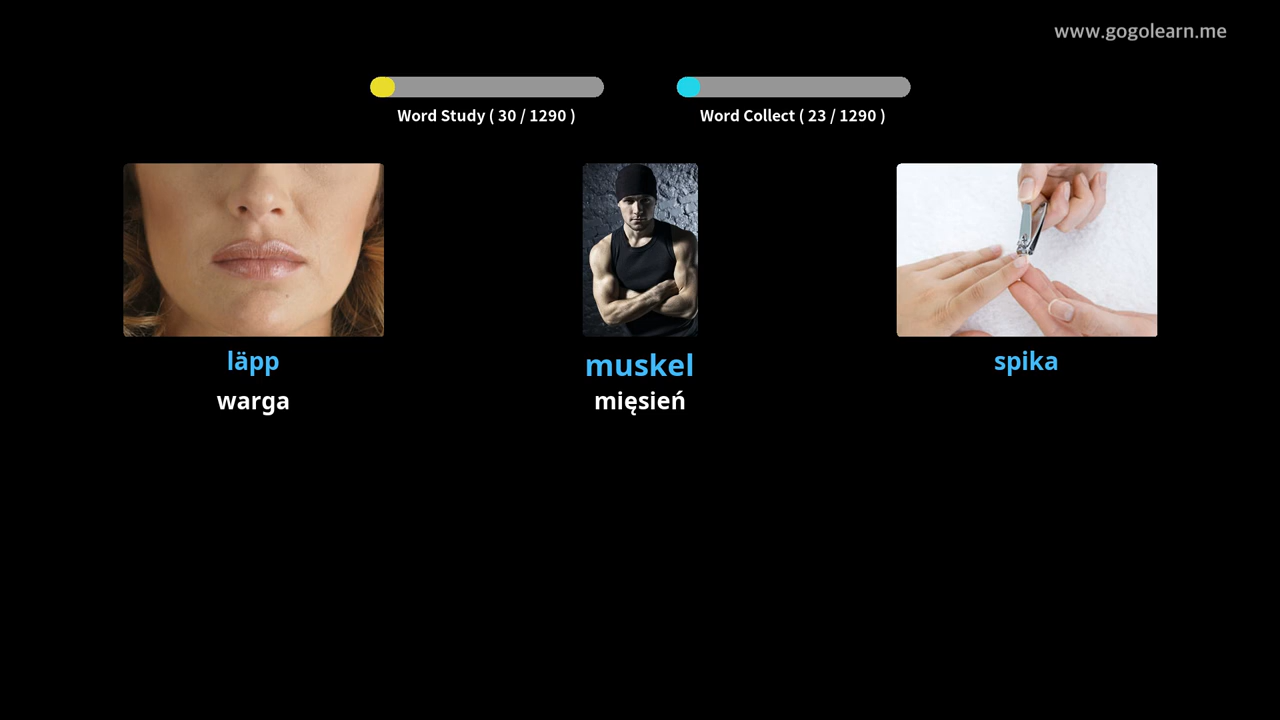 www.gogolearn.me
Word Study ( 30 / 1290 )
Word Collect ( 23 / 1290 )
läpp
muskel
spika
warga
mięsień